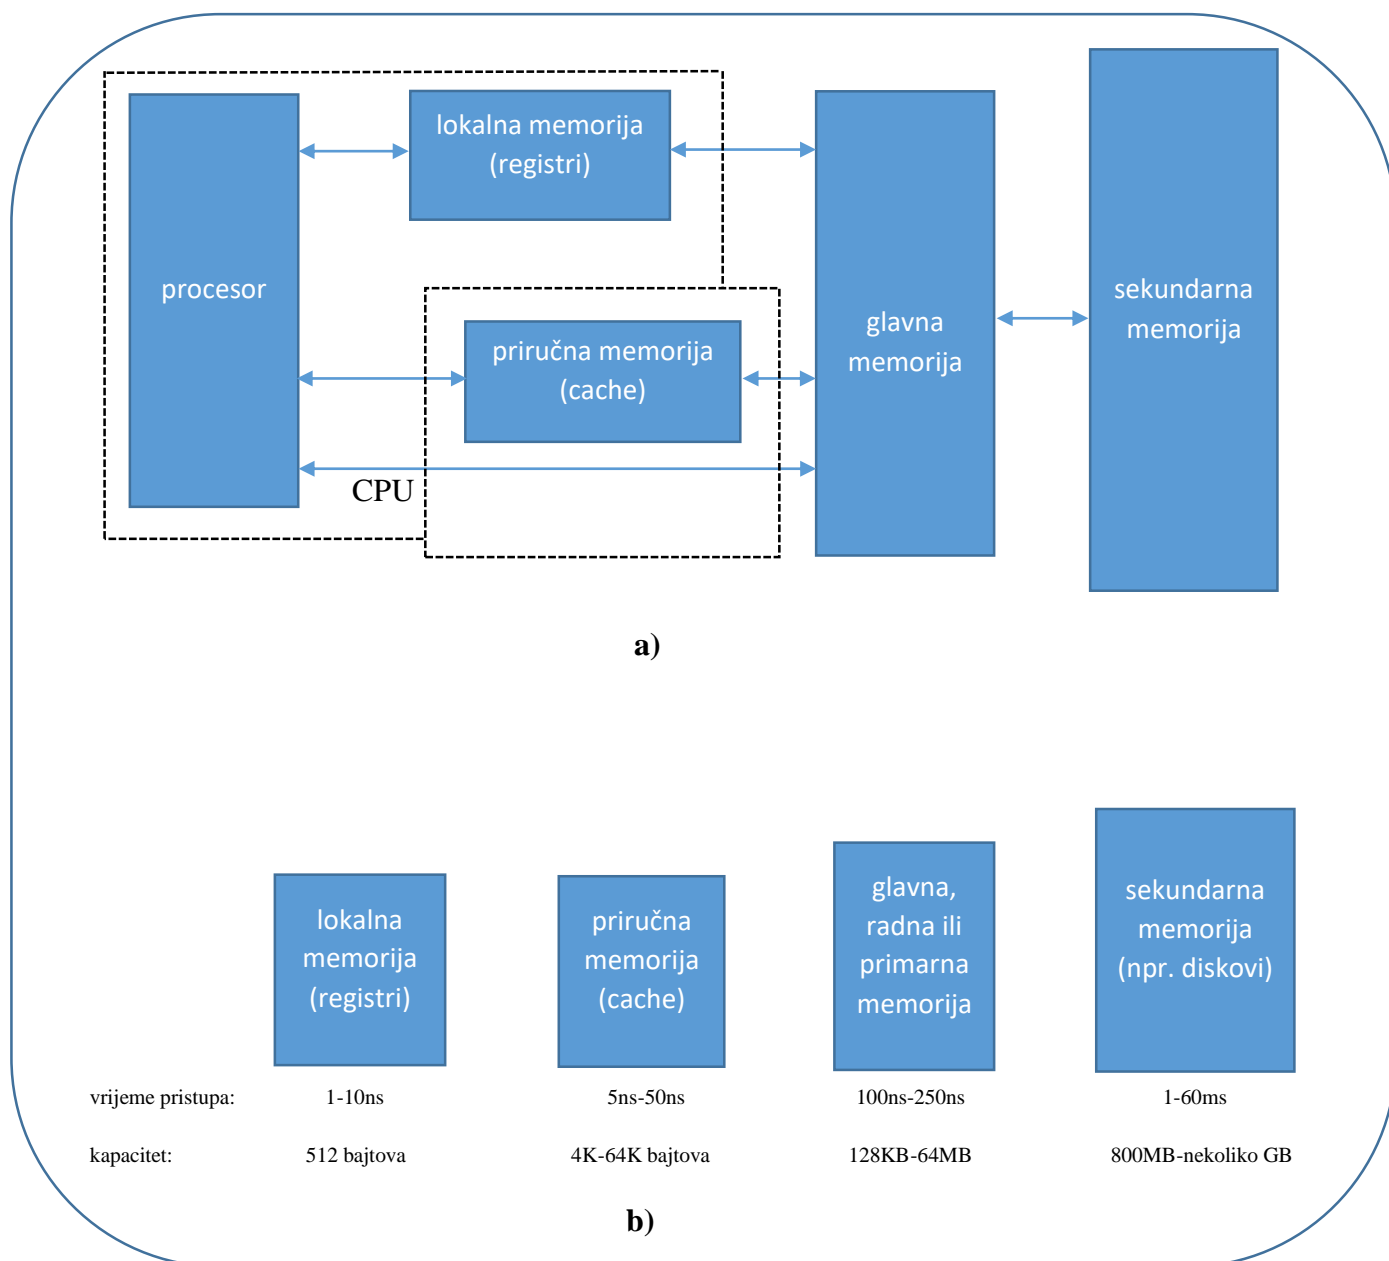 procesor
lokalna memorija
(registri)
priručna memorija
(cache)
CPU
glavna
memorija
sekundarna
memorija
a)
lokalna
memorija
(registri)
priručna
memorija
(cache)
glavna,
radna ili
primarna
memorija
sekundarna
memorija
(npr. diskovi)
vrijeme pristupa: 1-10ns 5ns-50ns 100ns-250ns 1-60ms
kapacitet: 512 bajtova 4K-64K bajtova 128KB-64MB 800MB-nekoliko GB
b)